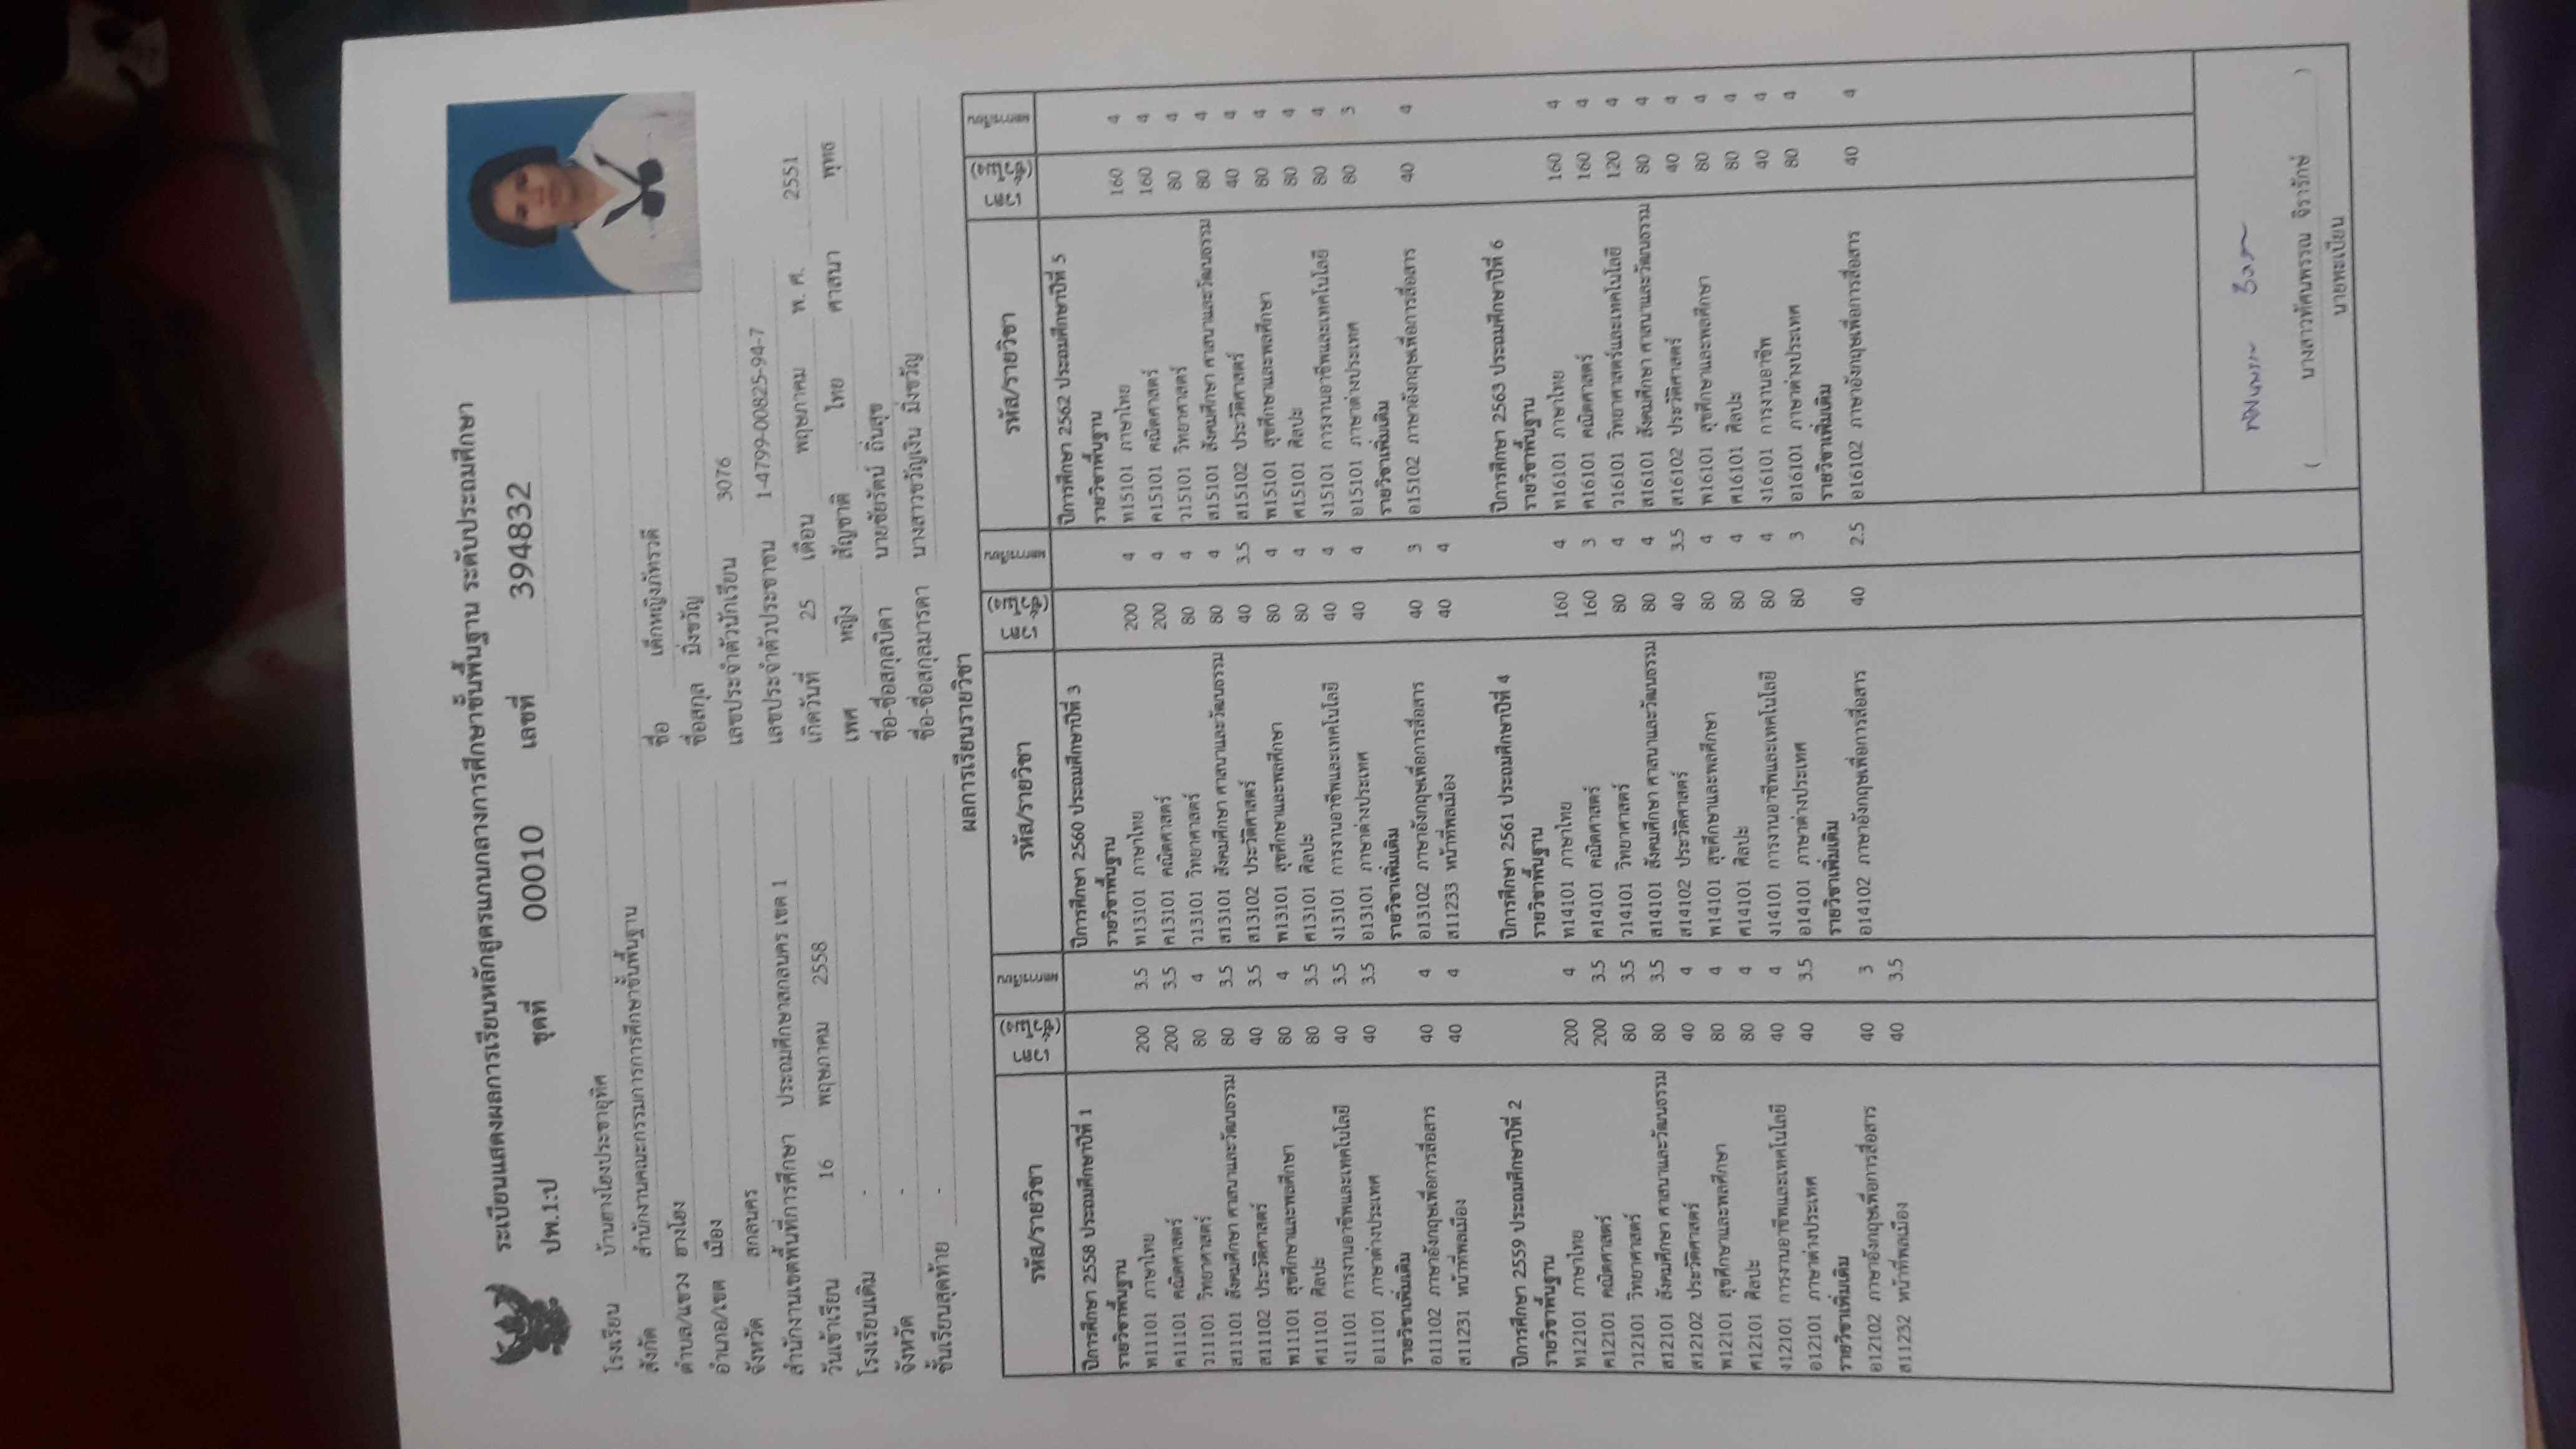 ระเบียนแสดงผลการเรียนหลักสูตรแกนกลางการศึกษาขั้นพื้นฐาน ระดับประถมศึกษา
ปพ.1:ป ชุดที่ 00010 เลขที่ 3948832
โรงเรียน บ้านฮางโฮงประชาอุทิศ
สังกัด สำนักงานคณะกรรมการการศึกษาขั้นพื้นฐาน
ตำบล/แขวง ฮางโฮง
อำเภอ/เขต เมือง
จังหวัด สกลนคร
สำนักงานเขตพื้นที่การศึกษา ประถมศึกษาสกลนคร เขต 1
วันเข้าเรียน 16 พฤษภาคม 2558
โรงเรียนเดิม -
จังหวัด -
ชั้นเรียนสุดท้าย -
ชื่อ เด็กหญิงภัทรวดี
ชื่อสกุล มิ่งขวัญ
เลขประจำตัวนักเรียน 3076
เลขประจำตัวประชาชน 1-4799-00825-94-7
เกิดวันที่ 25 เดือน พฤษภาคม พ. ศ. 2551
เพศ หญิง สัญชาติ ไทย ศาสนา พุทธ
ชื่อ-ชื่อสกุลบิดา นายชัยรัตน์ ถิ่นสุข
ชื่อ-ชื่อสกุลมารดา นางสาวขวัญเงิน มิ่งขวัญ
ผลการเรียนรายวิชา
รหัส/รายวิชา เวลา (ชั่วโมง) ผลการเรียน
ปีการศึกษา 2558 ประถมศึกษาปีที่ 1
รายวิชาพื้นฐาน
ท11101 ภาษาไทย 200 3.5
ค11101 คณิตศาสตร์ 200 3.5
ว11101 วิทยาศาสตร์ 80 4
ส11101 สังคมศึกษา ศาสนาและวัฒนธรรม 80 3.5
ส11102 ประวัติศาสตร์ 40 3.5
พ11101 สุขศึกษาและพลศึกษา 80 4
ศ11101 ศิลปะ 80 3.5
ง11101 การงานอาชีพและเทคโนโลยี 40 3.5
อ11101 ภาษาต่างประเทศ 40 3.5
รายวิชาเพิ่มเติม
อ11102 ภาษาอังกฤษเพื่อการสื่อสาร 40 4
ส11231 หน้าที่พลเมือง 40 4
ปีการศึกษา 2559 ประถมศึกษาปีที่ 2
รายวิชาพื้นฐาน
ท12101 ภาษาไทย 200 4
ค12101 คณิตศาสตร์ 200 3.5
ว12101 วิทยาศาสตร์ 80 3.5
ส12101 สังคมศึกษา ศาสนาและวัฒนธรรม 80 3.5
ส12102 ประวัติศาสตร์ 40 4
พ12101 สุขศึกษาและพลศึกษา 80 4
ศ12101 ศิลปะ 80 4
ง12101 การงานอาชีพและเทคโนโลยี 40 4
อ12101 ภาษาต่างประเทศ 40 3.5
รายวิชาเพิ่มเติม
อ12102 ภาษาอังกฤษเพื่อการสื่อสาร 40 3
ส11232 หน้าที่พลเมือง 40 3.5
รหัส/รายวิชา เวลา (ชั่วโมง) ผลการเรียน
ปีการศึกษา 2560 ประถมศึกษาปีที่ 3
รายวิชาพื้นฐาน
ท13101 ภาษาไทย 200 4
ค13101 คณิตศาสตร์ 200 4
ว13101 วิทยาศาสตร์ 80 4
ส13101 สังคมศึกษา ศาสนาและวัฒนธรรม 80 4
ส13102 ประวัติศาสตร์ 40 3.5
พ13101 สุขศึกษาและพลศึกษา 80 4
ศ13101 ศิลปะ 80 4
ง13101 การงานอาชีพและเทคโนโลยี 40 4
อ13101 ภาษาต่างประเทศ 40 4
รายวิชาเพิ่มเติม
อ13102 ภาษาอังกฤษเพื่อการสื่อสาร 40 3
ส11233 หน้าที่พลเมือง 40 4
ปีการศึกษา 2561 ประถมศึกษาปีที่ 4
รายวิชาพื้นฐาน
ท14101 ภาษาไทย 160 4
ค14101 คณิตศาสตร์ 160 3
ว14101 วิทยาศาสตร์ 80 4
ส14101 สังคมศึกษา ศาสนาและวัฒนธรรม 80 4
ส14102 ประวัติศาสตร์ 40 3.5
พ14101 สุขศึกษาและพลศึกษา 80 4
ศ14101 ศิลปะ 80 4
ง14101 การงานอาชีพและเทคโนโลยี 80 4
อ14101 ภาษาต่างประเทศ 80 3
รายวิชาเพิ่มเติม
อ14102 ภาษาอังกฤษเพื่อการสื่อสาร 40 2.5
รหัส/รายวิชา เวลา (ชั่วโมง) ผลการเรียน
ปีการศึกษา 2562 ประถมศึกษาปีที่ 5
รายวิชาพื้นฐาน
ท15101 ภาษาไทย 160 4
ค15101 คณิตศาสตร์ 160 4
ว15101 วิทยาศาสตร์ 80 4
ส15101 สังคมศึกษา ศาสนาและวัฒนธรรม 80 4
ส15102 ประวัติศาสตร์ 40 4
พ15101 สุขศึกษาและพลศึกษา 80 4
ศ15101 ศิลปะ 80 4
ง15101 การงานอาชีพและเทคโนโลยี 80 4
อ15101 ภาษาต่างประเทศ 80 3
รายวิชาเพิ่มเติม
อ15102 ภาษาอังกฤษเพื่อการสื่อสาร 40 4
ปีการศึกษา 2563 ประถมศึกษาปีที่ 6
รายวิชาพื้นฐาน
ท16101 ภาษาไทย 160 4
ค16101 คณิตศาสตร์ 160 4
ว16101 วิทยาศาสตร์และเทคโนโลยี 120 4
ส16101 สังคมศึกษา ศาสนาและวัฒนธรรม 80 4
ส16102 ประวัติศาสตร์ 40 4
พ16101 สุขศึกษาและพลศึกษา 80 4
ศ16101 ศิลปะ 80 4
ง16101 การงานอาชีพ 40 4
อ16101 ภาษาต่างประเทศ 80 4
รายวิชาเพิ่มเติม
อ16102 ภาษาอังกฤษเพื่อการสื่อสาร 40 4
( นางสาวทัศนพรรณ จิรารักษ์ )
นายทะเบียน